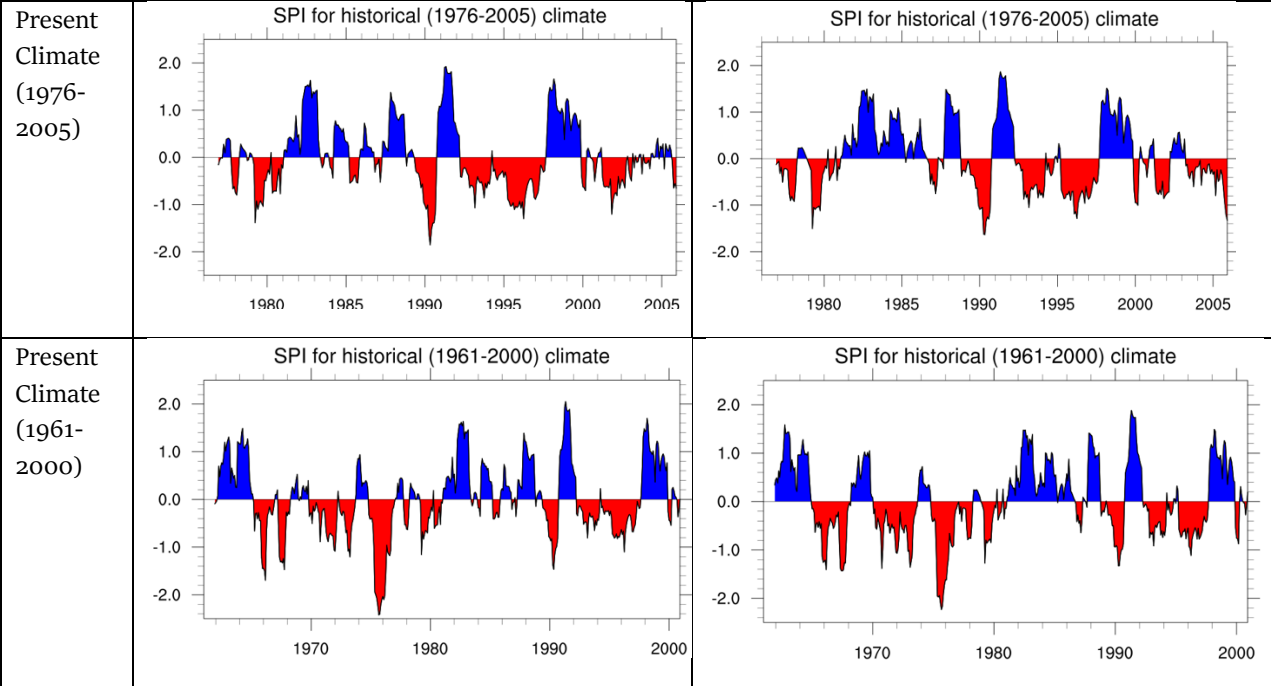 Present
Climate
(1976-
2005)
SPI for historical (1976-2005) climate
2.0
1.0
0.0
-1.0
-2.0
1980 1985 1990 1995 2000 2005
SPI for historical (1976-2005) climate
2.0
1.0
0.0
-1.0
-2.0
1980 1985 1990 1995 2000 2005
Present
Climate
(1961-
2000)
SPI for historical (1961-2000) climate
2.0
1.0
0.0
-1.0
-2.0
1970 1980 1990 2000
SPI for historical (1961-2000) climate
2.0
1.0
0.0
-1.0
-2.0
1970 1980 1990 2000